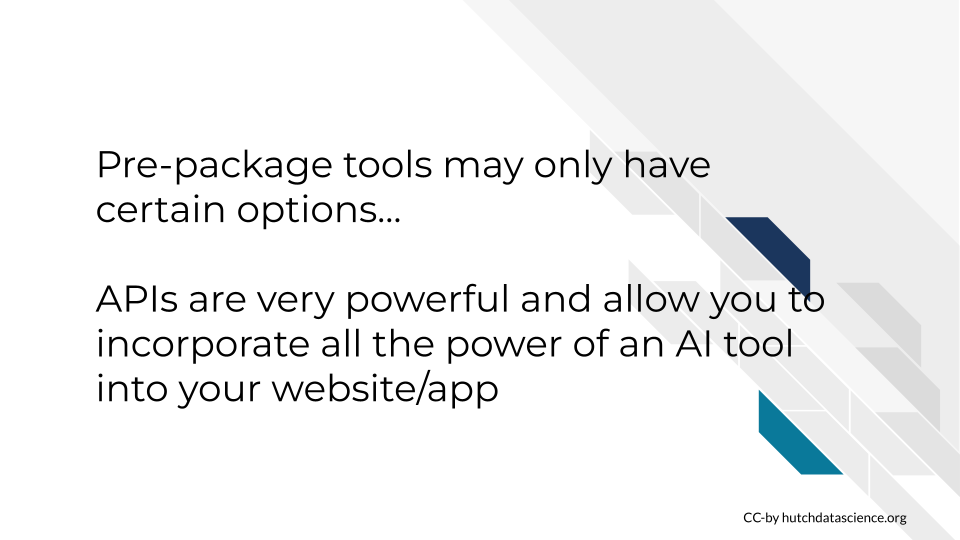 Pre-package tools may only have
certain options...
APIs are very powerful and allow you to
incorporate all the power of an AI tool
into your website/app
CC-by hutchdatascience.org